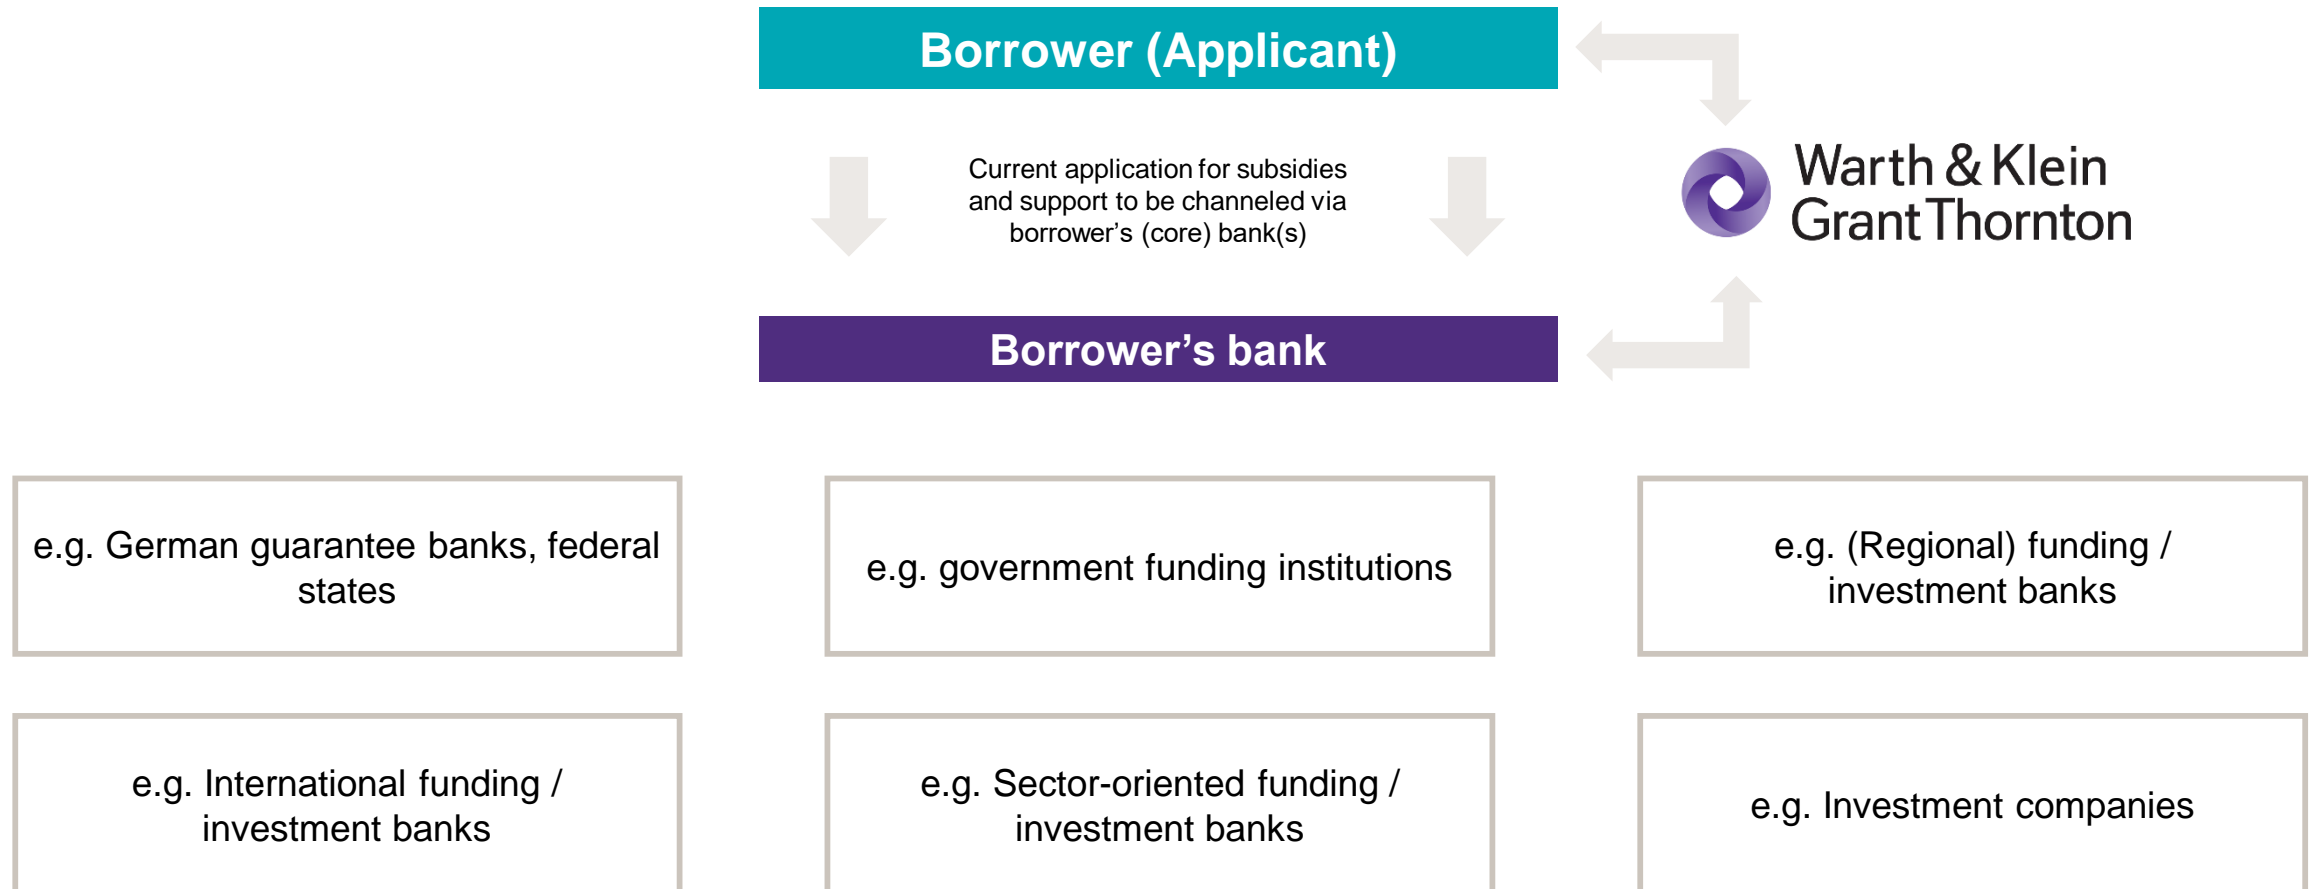 Borrower (Applicant)
Current application for subsidies
and support to be channeled via
borrower’s (core) bank(s)
Warth & Klein
Grant Thornton
Borrower’s bank
e.g. German guarantee banks, federal
states
e.g. government funding institutions
e.g. (Regional) funding /
investment banks
e.g. International funding /
investment banks
e.g. Sector-oriented funding /
investment banks
e.g. Investment companies